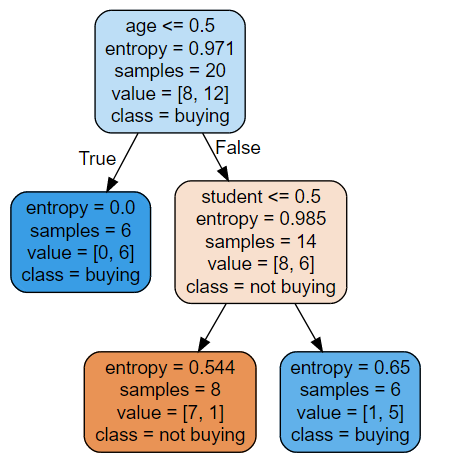 age <= 0.5
entropy = 0.971
samples = 20
value = [8, 12]
class = buying
True
False
entropy = 0.0
samples = 6
value = [0, 6]
class = buying
student <= 0.5
entropy = 0.985
samples = 14
value = [8, 6]
class = not buying
entropy = 0.544
samples = 8
value = [7, 1]
class = not buying
entropy = 0.65
samples = 6
value = [1, 5]
class = buying